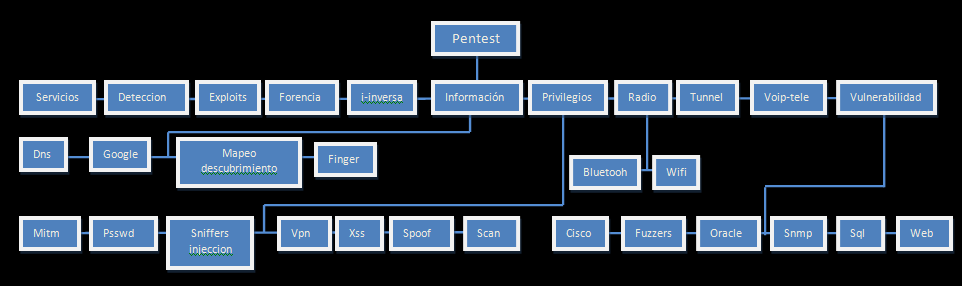 Pentest
Servicios
Deteccion
Exploits
Forencia
i-inversa
Información
Privilegios
Radio
Tunnel
Voip-tele
Vulnerabilidad
Dns
Google
Mapeo
descubrimiento
Finger
Bluetooh
Wifi
Mitm
Psswd
Sniffers
injeccion
Vpn
Xss
Spoof
Scan
Cisco
Fuzzers
Oracle
Snmp
Sql
Web